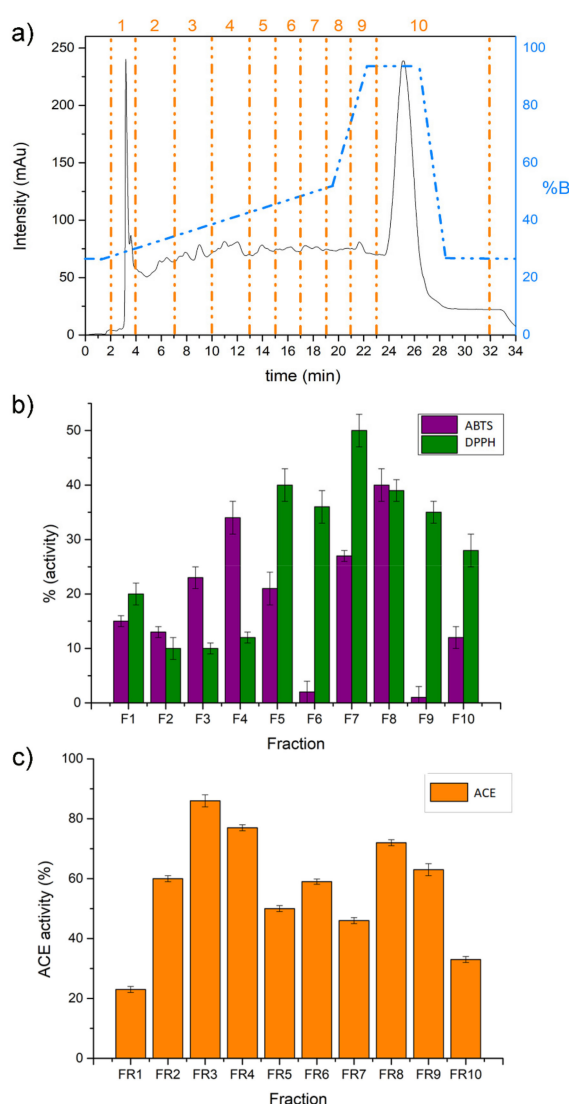 a)
1 2 3 4 5 6 7 8 9 10
250
200
150
100
50
0
Intensity (mAu)
100
80
60
40
20
0
%B
0 2 4 6 8 10 12 14 16 18 20 22 24 26 28 30 32 34
time (min)
b)
ABTS
DPPH
50
40
30
20
10
0
% (activity)
F1 F2 F3 F4 F5 F6 F7 F8 F9 F10
Fraction
c)
ACE
100
80
60
40
20
0
ACE activity (%)
FR1 FR2 FR3 FR4 FR5 FR6 FR7 FR8 FR9 FR10
Fraction